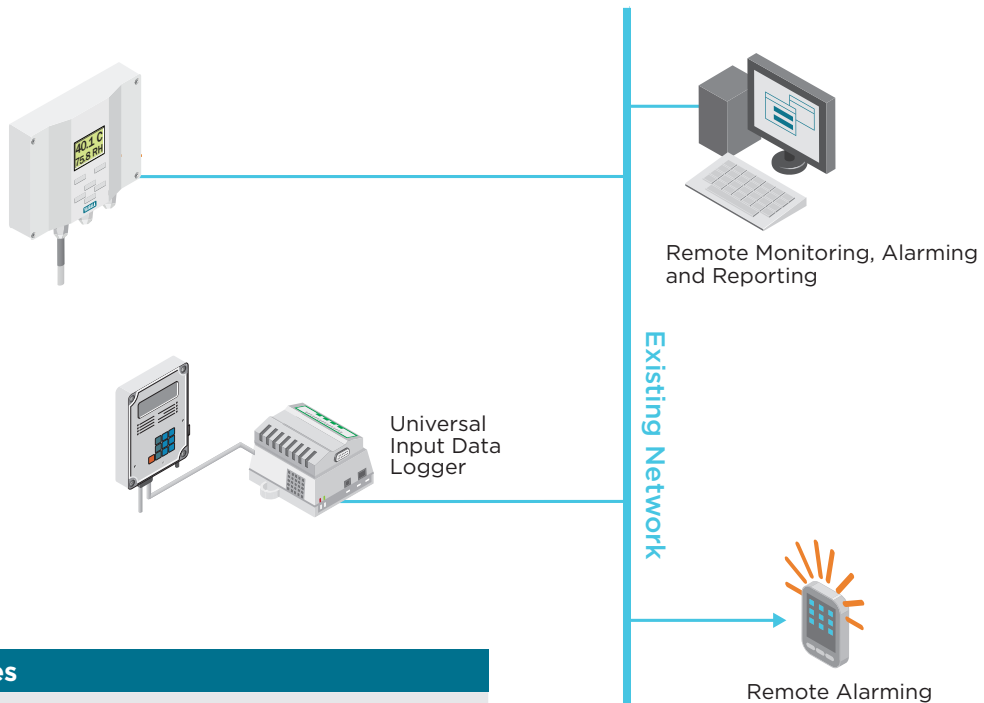 40.1 C
75.8 RH
Remote Monitoring, Alarming
and Reporting
Universal
Input Data
Logger
Existing Network
Remote Alarming
es